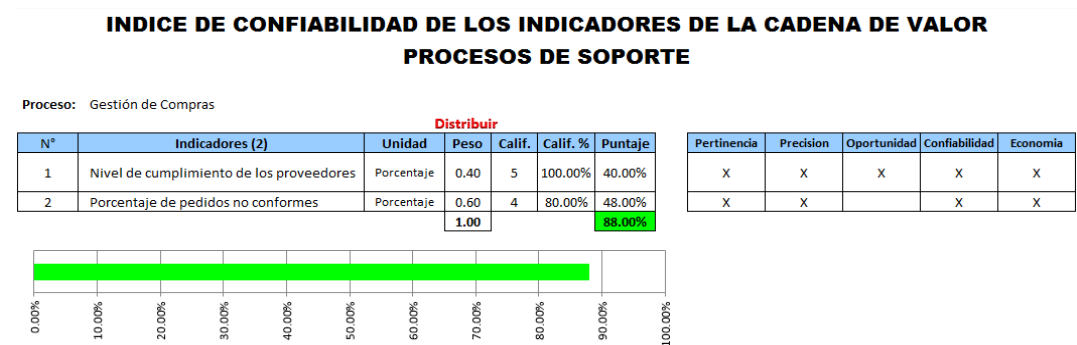 INDICE DE CONFIABILIDAD DE LOS INDICADORES DE LA CADENA DE VALOR
PROCESOS DE SOPORTE
Proceso: Gestión de Compras
Distribuir
N° Indicadores (2) Unidad Peso Calif. Calif. % Puntaje Pertinencia Precision Oportunidad Confiabilidad Economia
1 Nivel de cumplimiento de los proveedores Porcentaje 0.40 5 100.00% 40.00% X X X X X
2 Porcentaje de pedidos no conformes Porcentaje 0.60 4 80.00% 48.00% X X X X
1.00 88.00%
0.00% 10.00% 20.00% 30.00% 40.00% 50.00% 60.00% 70.00% 80.00% 90.00% 100.00%